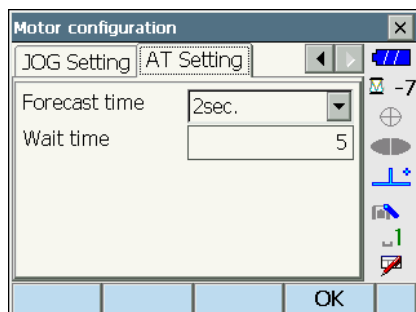 Motor configuration
JOG Setting AT Setting
-7
Forecast time 2sec.
Wait time 5
1
OK